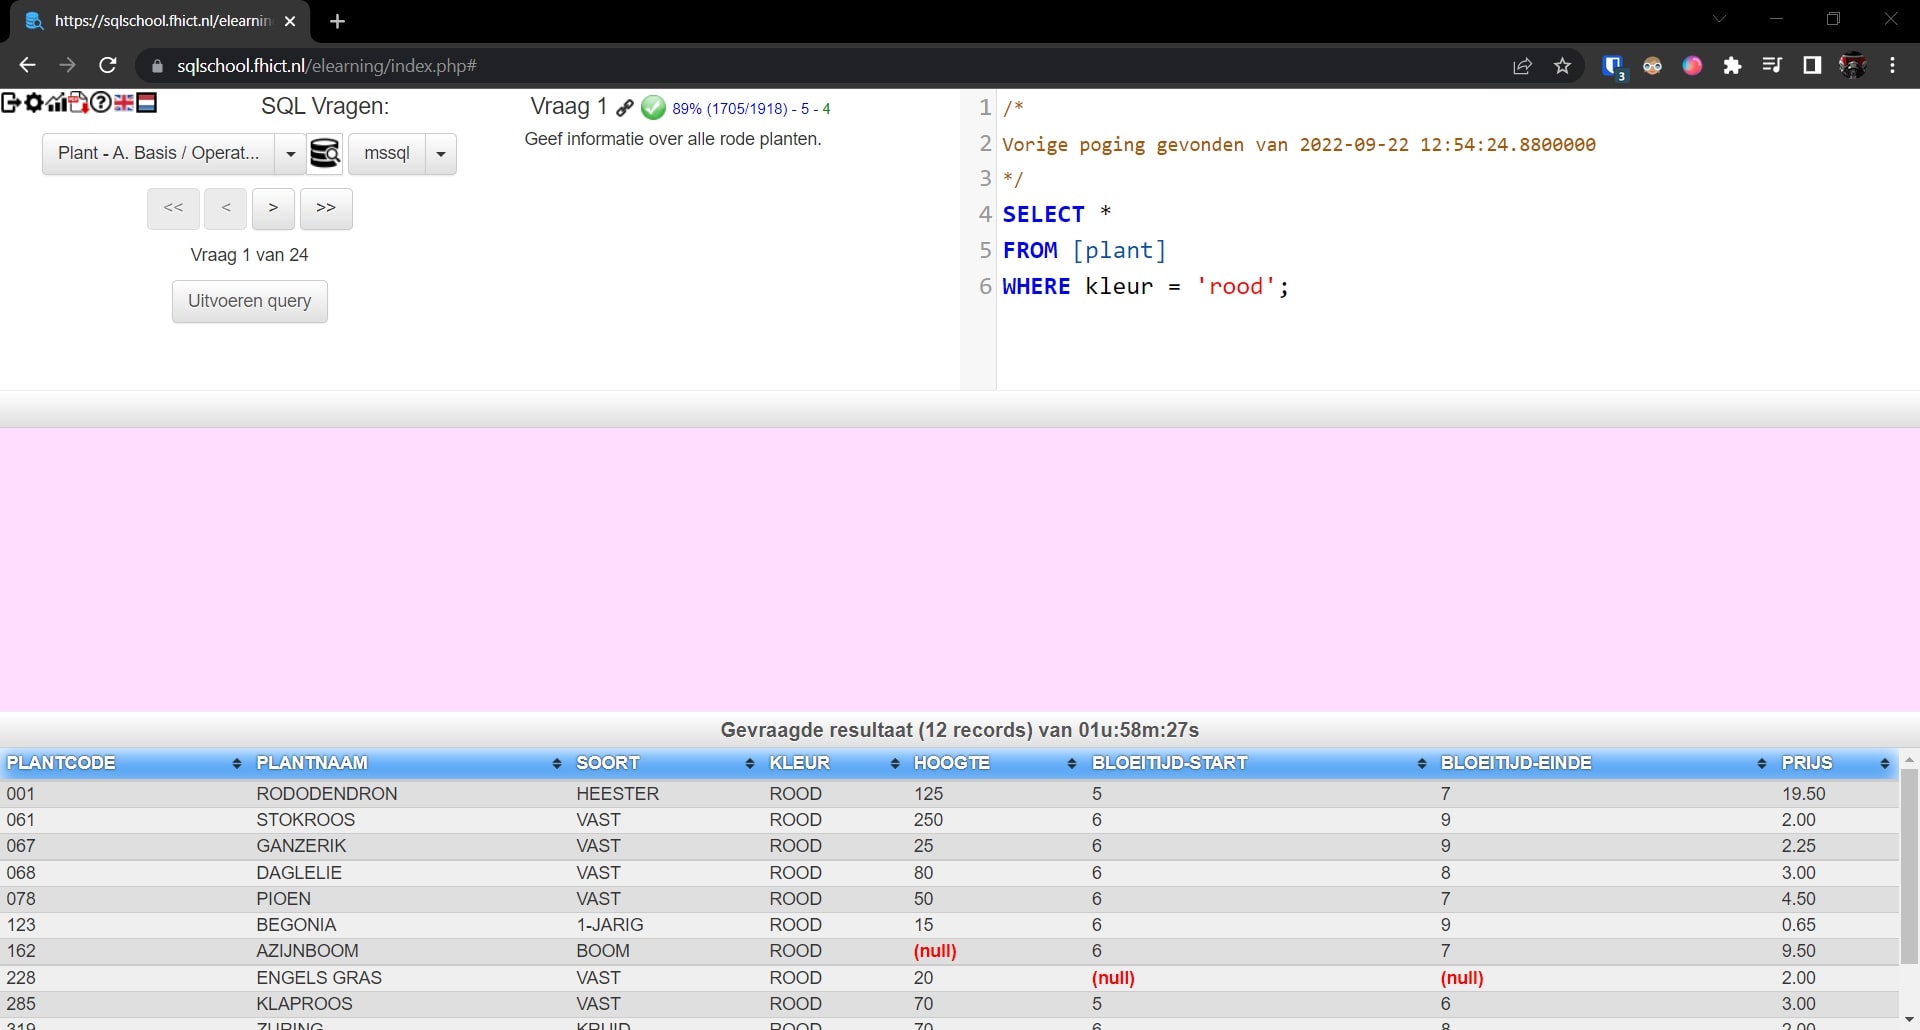 https://sqlschool.fhict.nl/elearnin
sqlschool.fhict.nl/elearning/index.php#
3
SQL Vragen:
Plant - A. Basis / Operat...
mssql
<< < > >>
Vraag 1 van 24
Uitvoeren query
Vraag 1 89% (1705/1918) - 5 - 4
Geef informatie over alle rode planten.
1 /*
2 Vorige poging gevonden van 2022-09-22 12:54:24.8800000
3 */
4 SELECT *
5 FROM [plant]
6 WHERE kleur = 'rood';
Gevraagde resultaat (12 records) van 01u:58m:27s
PLANTCODE PLANTNAAM SOORT KLEUR HOOGTE BLOEITIJD-START BLOEITIJD-EINDE PRIJS
001 RODODENDRON HEESTER ROOD 125 5 7 19.50
061 STOKROOS VAST ROOD 250 6 9 2.00
067 GANZERIK VAST ROOD 25 6 9 2.25
068 DAGLELIE VAST ROOD 80 6 8 3.00
078 PIOEN VAST ROOD 50 6 7 4.50
123 BEGONIA 1-JARIG ROOD 15 6 9 0.65
162 AZIJNBOOM BOOM ROOD (null) 6 7 9.50
228 ENGELS GRAS VAST ROOD 20 (null) (null) 2.00
285 KLAPROOS VAST ROOD 70 5 6 3.00
319 ZURING KRUID ROOD 70 6 8 2.00